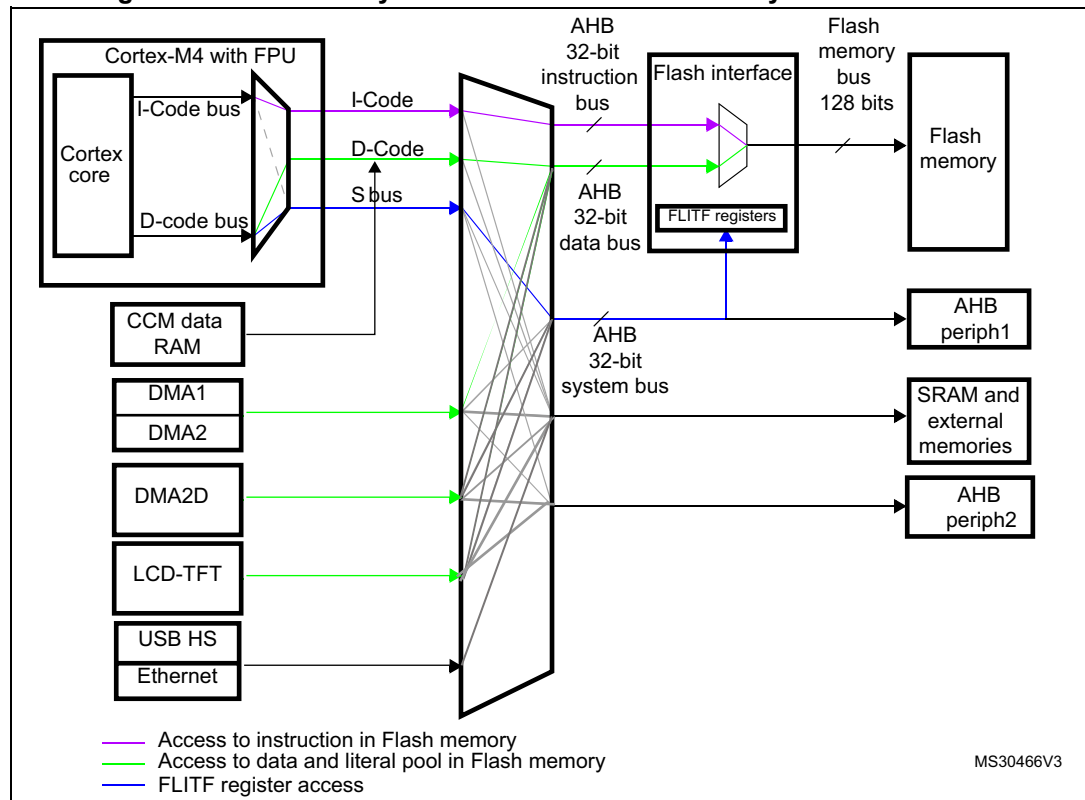 Cortex-M4 with FPU
I-Code bus
Cortex
core
D-code bus
I-Code
D-Code
S bus
CCM data
RAM
DMA1
DMA2
DMA2D
LCD-TFT
USB HS
Ethernet
AHB
32-bit
instruction
bus
AHB
32-bit
data bus
AHB
32-bit
system bus
Flash interface
FLITF registers
Flash
memory
bus
128 bits
Flash
memory
AHB
periph1
SRAM and
external
memories
AHB
periph2
Access to instruction in Flash memory
Access to data and literal pool in Flash memory
FLITF register access
MS30466V3